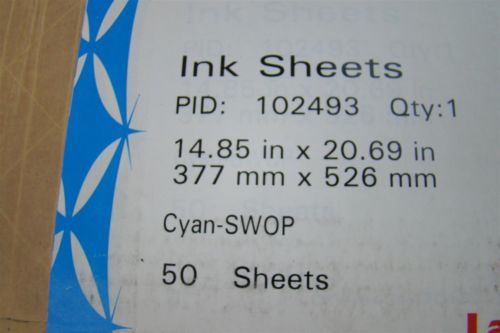 Ink Sheets
PID: 102493 Qty:1
14.85 in x 20.69 in
377 mm x 526 mm
Cyan-SWOP
50 Sheets